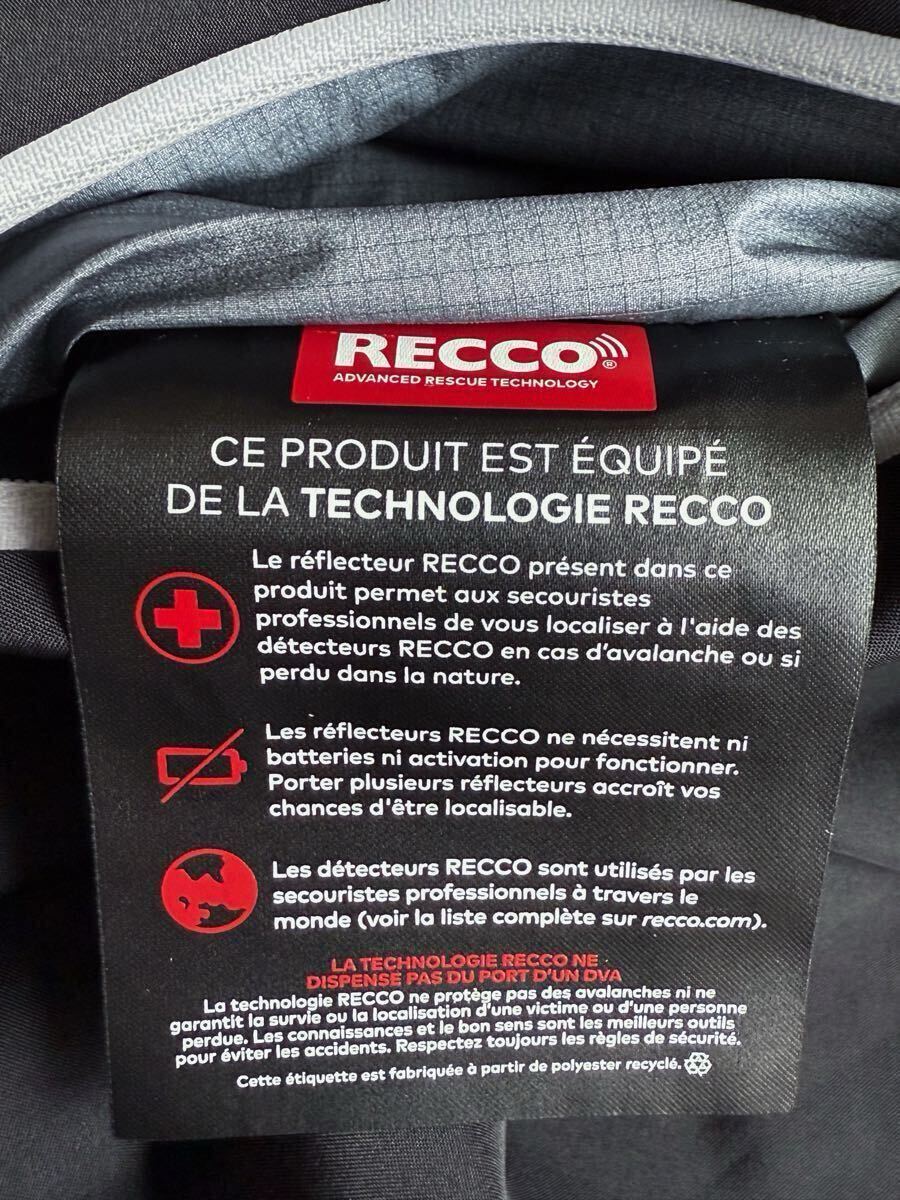 RECCO®
ADVANCED RESCUE TECHNOLOGY
CE PRODUIT EST ÉQUIPÉ
DE LA TECHNOLOGIE RECCO
Le réflecteur RECCO présent dans ce
produit permet aux secouristes
professionnels de vous localiser à l'aide des
détecteurs RECCO en cas d'avalanche ou si
perdu dans la nature.
Les réflecteurs RECCO ne nécessitent ni
batteries ni activation pour fonctionner.
Porter plusieurs réflecteurs accroît vos
chances d'être localisable.
Les détecteurs RECCO sont utilisés par les
secouristes professionnels à travers le
monde (voir la liste complète sur recco.com).
LA TECHNOLOGIE RECCO NE
DISPENSE PAS DU PORT D'UN DVA
La technologie RECCO ne protège pas des avalanches ni ne
garantit la survie ou la localisation d'une victime ou d'une personne
perdue. Les connaissances et le bon sens sont les meilleurs outils
pour éviter les accidents. Respectez toujours les règles de sécurité.
Cette étiquette est fabriquée à partir de polyester recyclé.